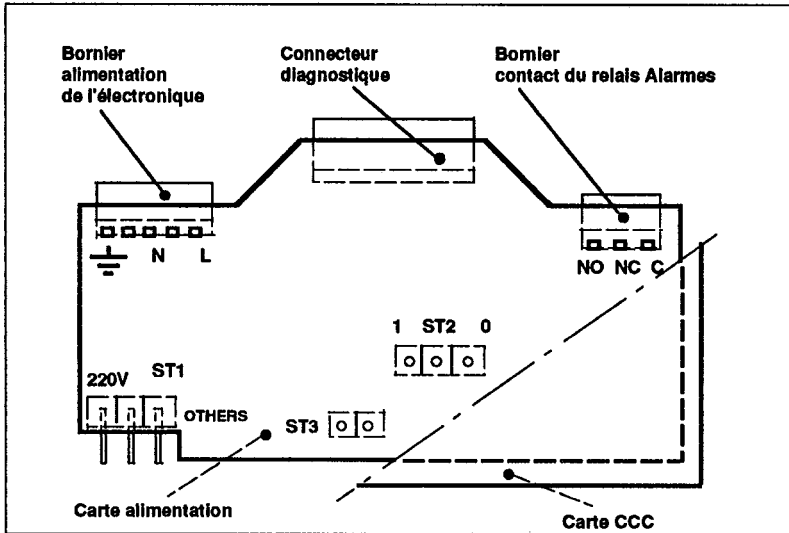 Bornier
alimentation
de l'électronique
Connecteur
diagnostique
Bornier
contact du relais Alarmes
N L
NO NC C
1 ST2 0
220V ST1
OTHERS
ST3
Carte alimentation
Carte CCC